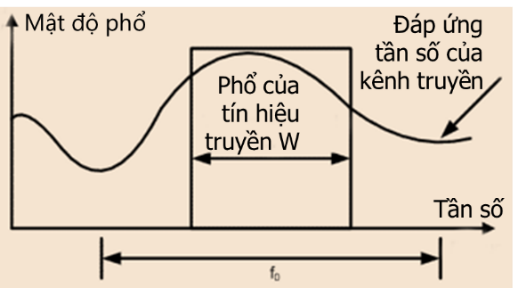 Mật độ phổ
Đáp ứng
tần số của
kênh truyền
Phổ của
tín hiệu
truyền W
Tần số
f₀